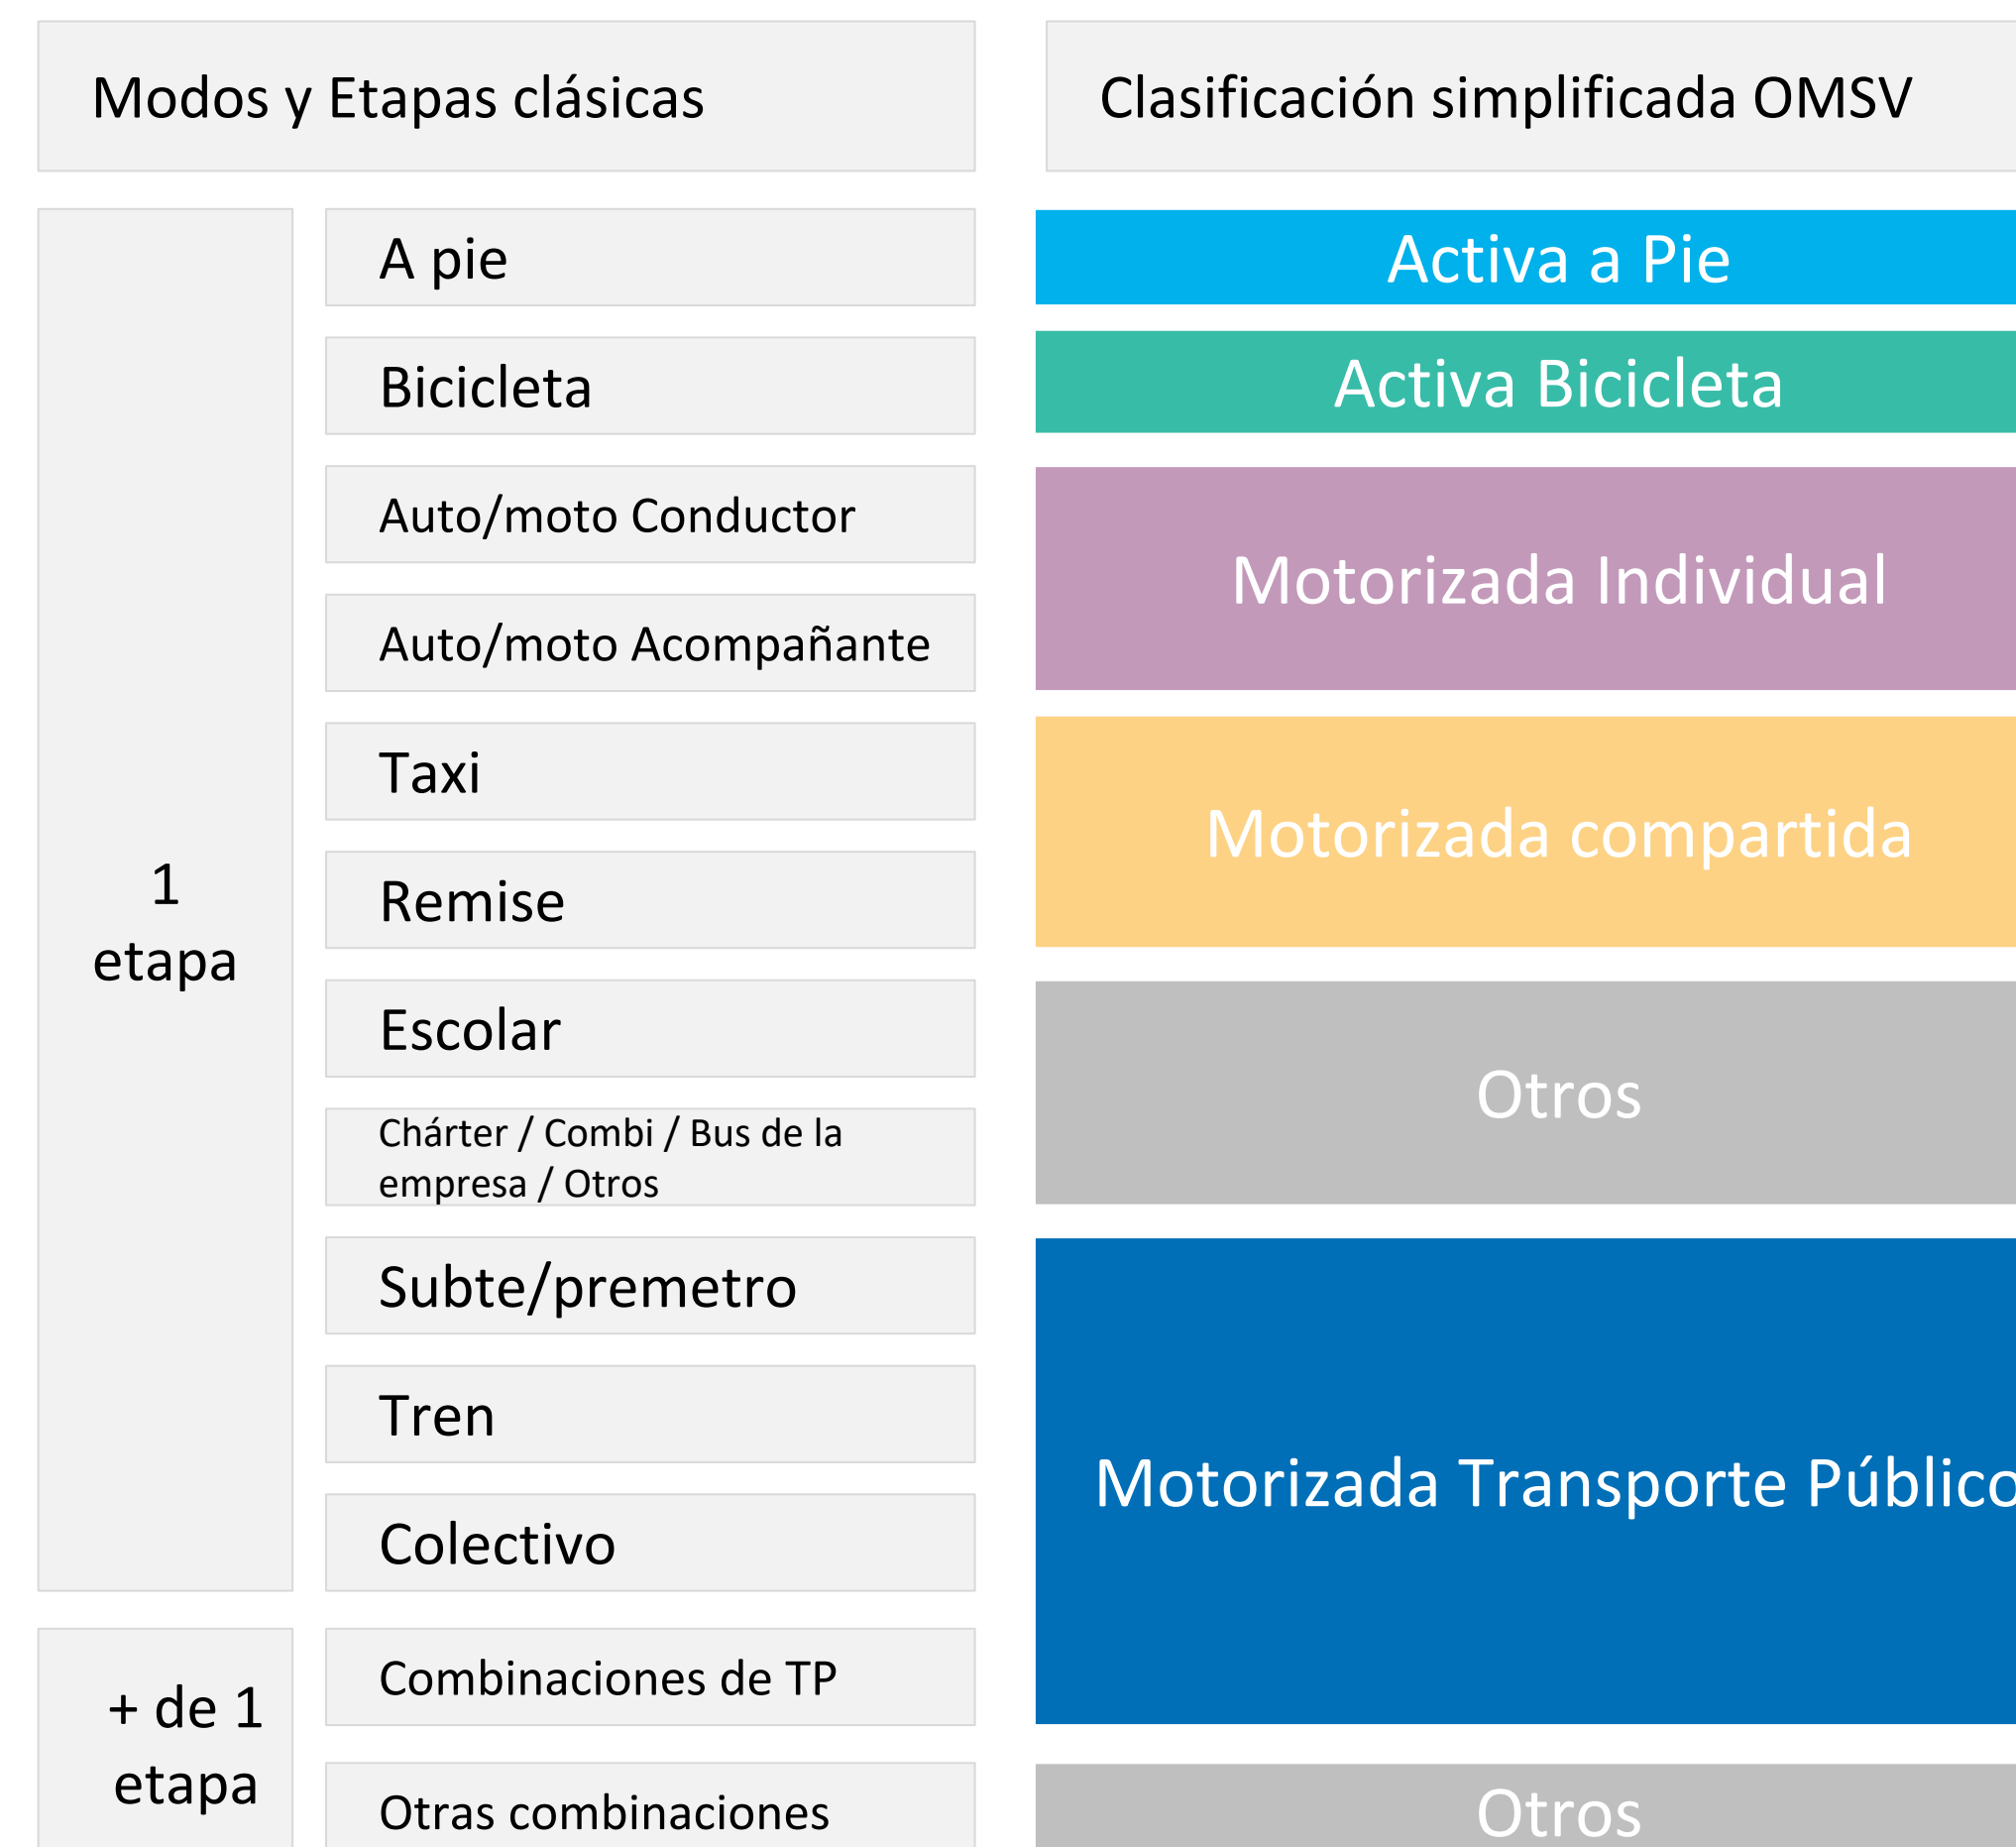 Modos y Etapas clásicas
Clasificación simplificada OMSV
1
etapa
A pie
Activa a Pie
Bicicleta
Activa Bicicleta
Auto/moto Conductor
Auto/moto Acompañante
Motorizada Individual
Taxi
Remise
Motorizada compartida
Escolar
Chárter / Combi / Bus de la
empresa / Otros
Otros
Subte/premetro
Tren
Colectivo
Motorizada Transporte Público
+ de 1
etapa
Combinaciones de TP
Otras combinaciones
Otros